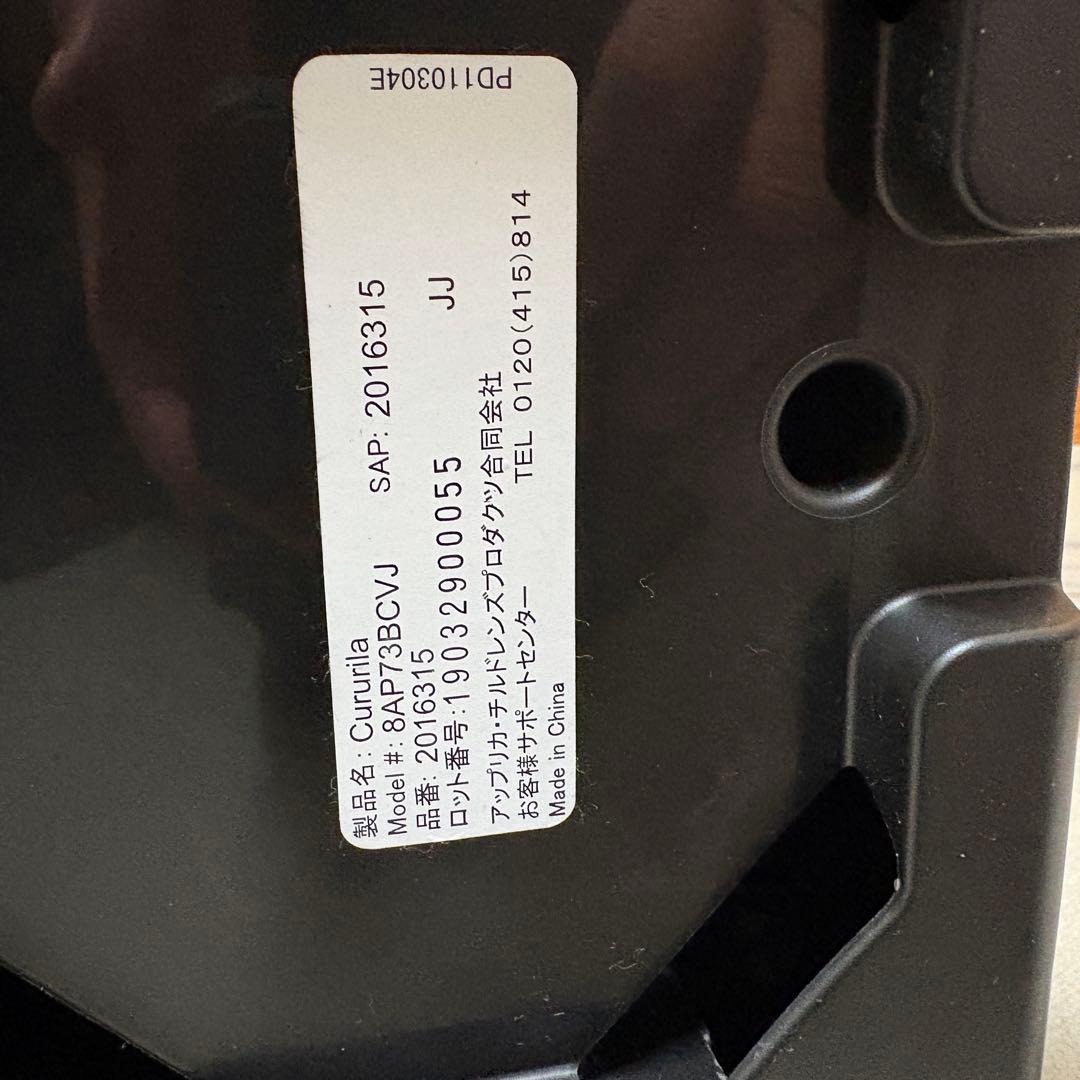 製品名: Cururila
Model #: 8AP73BCVJ SAP: 2016315
品番: 2016315
ロット番号:1903290055 JJ
アップリカ・チルドレンズプロダクツ合同会社
お客様サポートセンター TEL 0120(415)814
Made in China
PD110304E